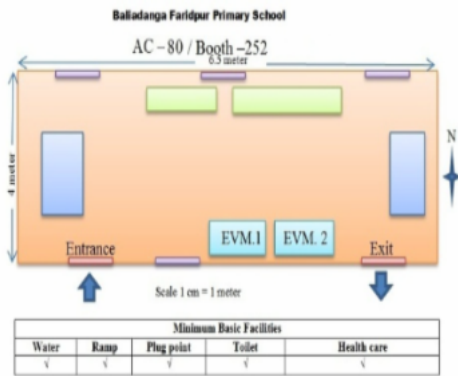 Baliadanga Faridpur Primary School
AC – 80 / Booth –252
6.3 meter
4 meter
N
EVM.1 EVM. 2
Entrance Exit
Scale 1 cm = 1 meter
Minimum Basic Facilities
Water Ramp Plug point Toilet Health care
√ √ √ √ √